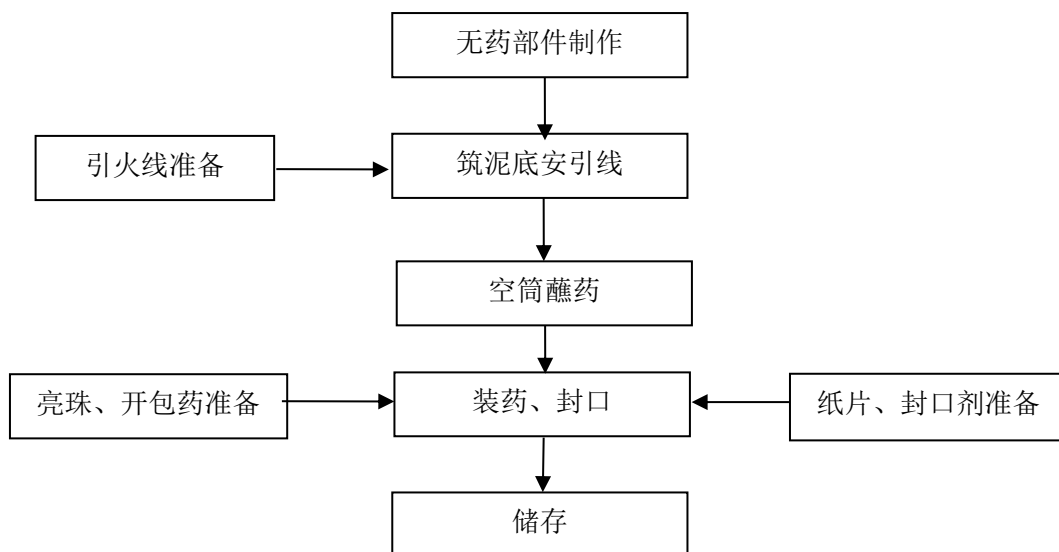 无药部件制作
引火线准备
筑泥底安引线
空筒蘸药
亮珠、开包药准备
装药、封口
纸片、封口剂准备
储存